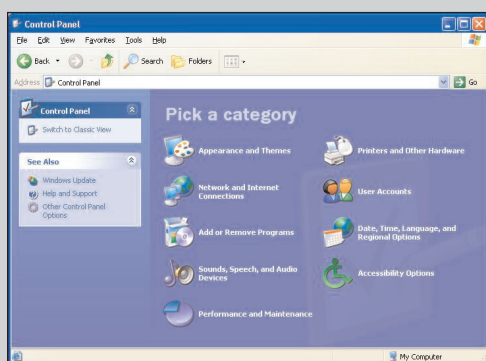 Control Panel
File Edit View Favorites Tools Help
Back Search Folders
Address Control Panel Go
Control Panel
Switch to Classic View
See Also
Windows Update
Help and Support
Other Control Panel
Options
Pick a category
Appearance and Themes
Printers and Other Hardware
Network and Internet
Connections
User Accounts
Add or Remove Programs
Date, Time, Language, and
Regional Options
Sounds, Speech, and Audio
Devices
Accessibility Options
Performance and Maintenance
My Computer